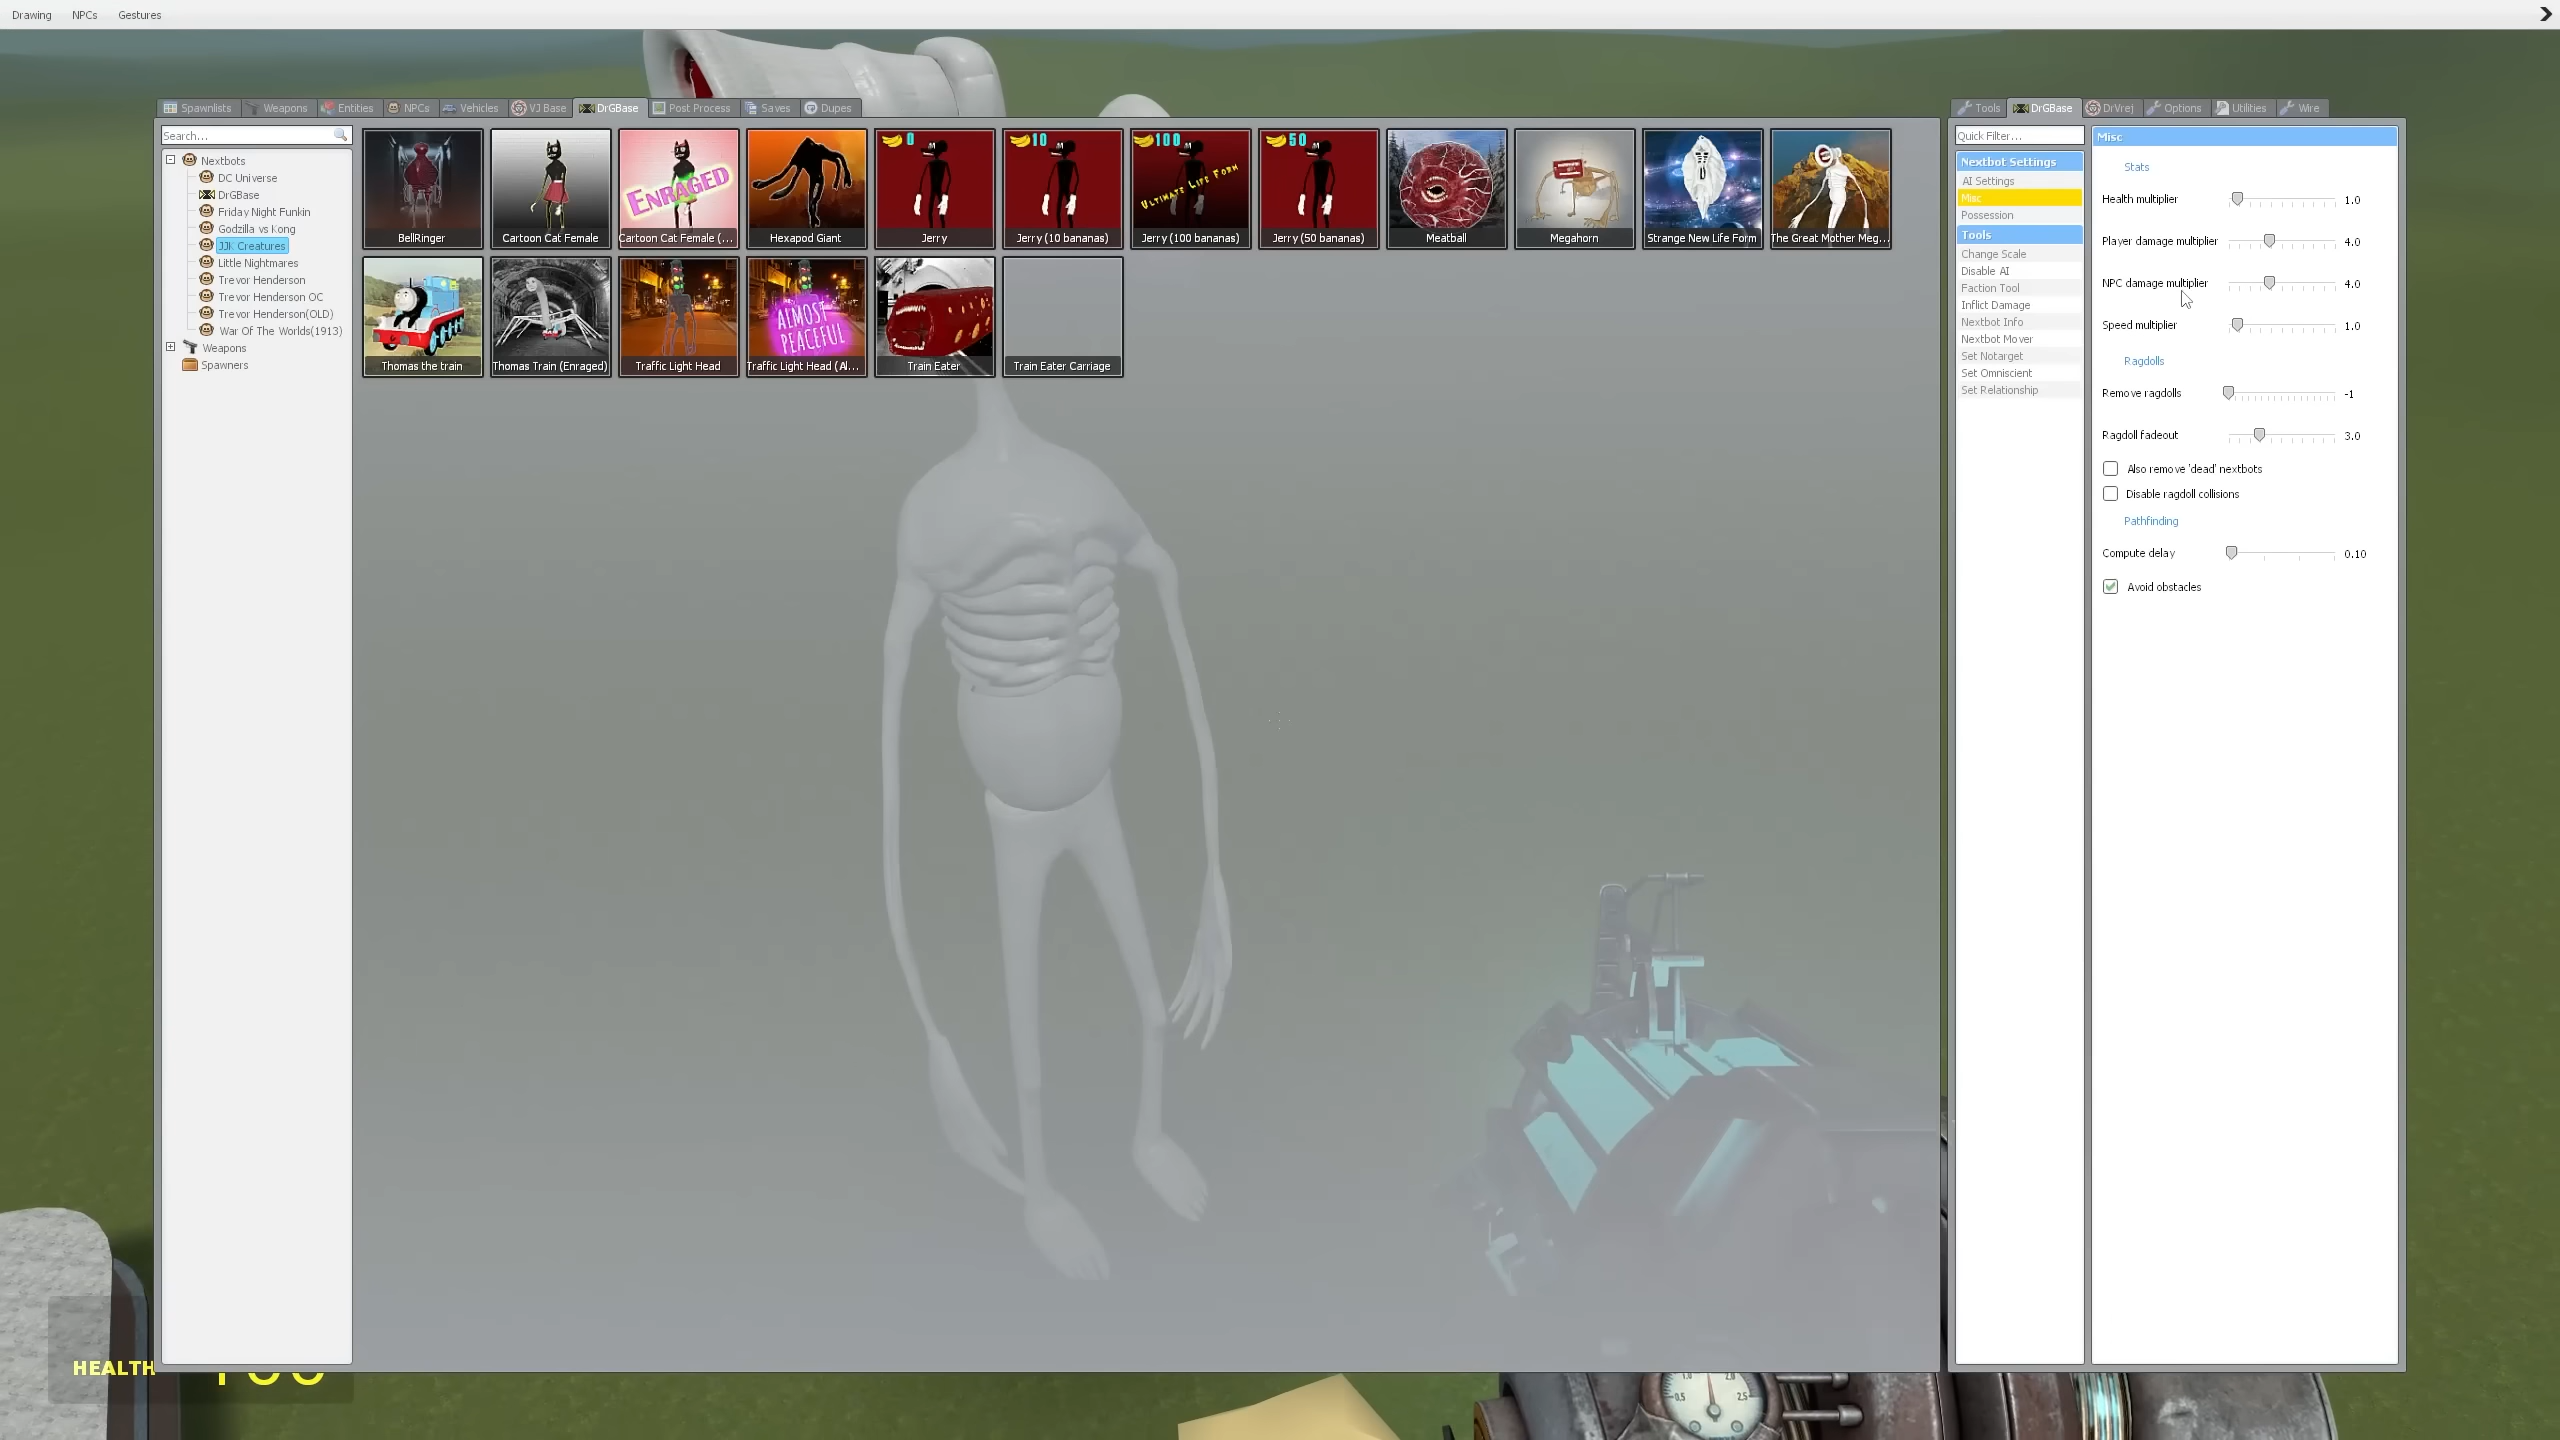 Drawing NPCs Gestures
Spawnlists Weapons Entities NPCs Vehicles VJ Base DrGBase Post Process Saves Dupes
Search...
Nextbots
DC Universe
DrGBase
Friday Night Funkin
Godzilla vs Kong
JJK Creatures
Little Nightmares
Trevor Henderson
Trevor Henderson OC
Trevor Henderson(OLD)
War Of The Worlds(1913)
Weapons
Spawners
BellRinger
Cartoon Cat Female
ENRAGED
Cartoon Cat Female (...
Hexapod Giant
0
Jerry
10
Jerry (10 bananas)
100
ULTIMATE LIFE FORM
Jerry (100 bananas)
50
Jerry (50 bananas)
Meatball
Megahorn
Strange New Life Form
The Great Mother Meg...
Thomas the train
Thomas Train (Enraged)
Traffic Light Head
ALMOST
PEACEFUL
Traffic Light Head (Al...
Train Eater
Train Eater Carriage
Tools DrGBase DrVrej Options Utilities Wire
Quick Filter...
Nextbot Settings
AI Settings
Misc
Possession
Tools
Change Scale
Disable AI
Faction Tool
Inflict Damage
Nextbot Info
Nextbot Mover
Set Notarget
Set Omniscient
Set Relationship
Misc
Stats
Health multiplier 1.0
Player damage multiplier 4.0
NPC damage multiplier 4.0
Speed multiplier 1.0
Ragdolls
Remove ragdolls -1
Ragdoll fadeout 3.0
Also remove 'dead' nextbots
Disable ragdoll collisions
Pathfinding
Compute delay 0.10
Avoid obstacles
HEALTH
1.0 2.0
0.5 2.5